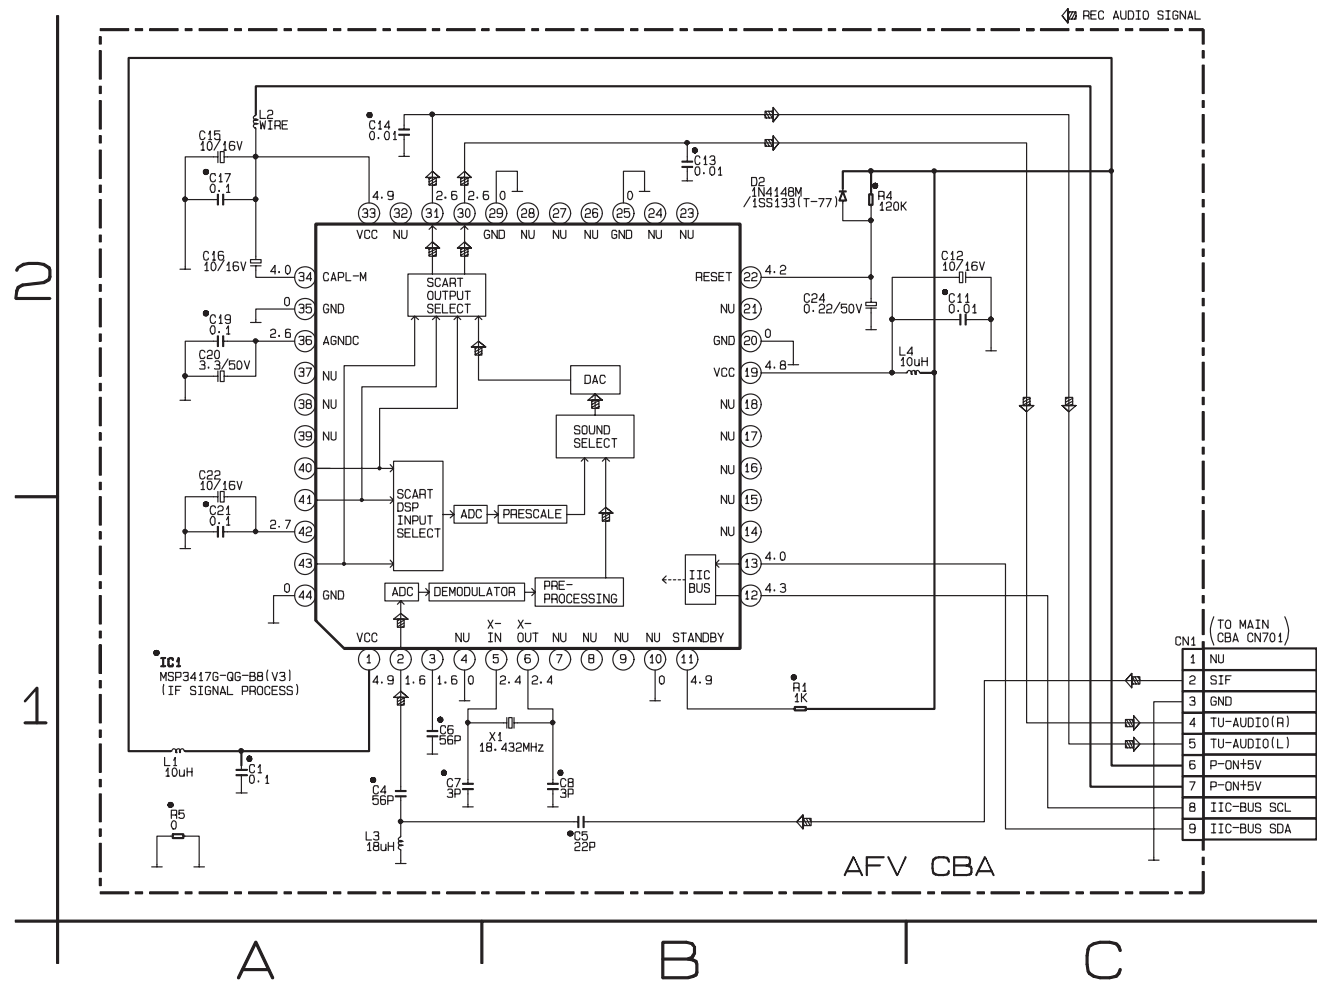 REC AUDIO SIGNAL
L2
WIRE
C15
10/16V
C17
0.1
C14
0.01
C13
0.01
D2
1N4148M
/1SS133(T-77)
R4
120K
4.9
2.6
2.6
0
0
33
32
31
30
29
28
27
26
25
24
23
VCC
NU
GND
NU
NU
NU
GND
NU
NU
C16
10/16V
4.0
34
CAPL-M
SCART
OUTPUT
SELECT
RESET
22
4.2
C12
10/16V
C11
0.01
0
35
GND
NU
21
C24
0.22/50V
C19
0.1
C20
3.3/50V
2.6
36
AGNDC
GND
20
0
L4
10uH
37
NU
DAC
VCC
19
4.8
38
NU
NU
18
39
NU
SOUND
SELECT
NU
17
40
NU
16
C22
10/16V
C21
0.1
41
SCART
DSP
INPUT
SELECT
ADC
PRESCALE
NU
15
2.7
42
NU
14
43
IIC
BUS
13
4.0
0
44
GND
ADC
DEMODULATOR
PRE-
PROCESSING
12
4.3
VCC
NU
X-
IN
X-
OUT
NU
NU
NU
NU
STANDBY
1
2
3
4
5
6
7
8
9
10
11
4.9
1.6
1.6
0
2.4
2.4
0
4.9
IC1
MSP3417G-QG-B8(V3)
(IF SIGNAL PROCESS)
R1
1K
C6
56P
X1
18.432MHz
L1
10uH
C1
0.1
C4
56P
C7
3P
C8
3P
R5
0
L3
18uH
C5
22P
CN1
(TO MAIN
CBA CN701)
1 NU
2 SIF
3 GND
4 TU-AUDIO(R)
5 TU-AUDIO(L)
6 P-ON+5V
7 P-ON+5V
8 IIC-BUS SCL
9 IIC-BUS SDA
AFV CBA
2
1
A
B
C